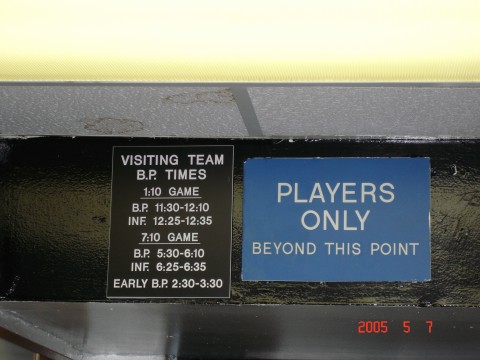 VISITING TEAM
B.P. TIMES
1:10 GAME
B.P. 11:30-12:10
INF. 12:25-12:35
7:10 GAME
B.P. 5:30-6:10
INF. 6:25-6:35
EARLY B.P. 2:30-3:30
PLAYERS
ONLY
BEYOND THIS POINT
2005 5 7